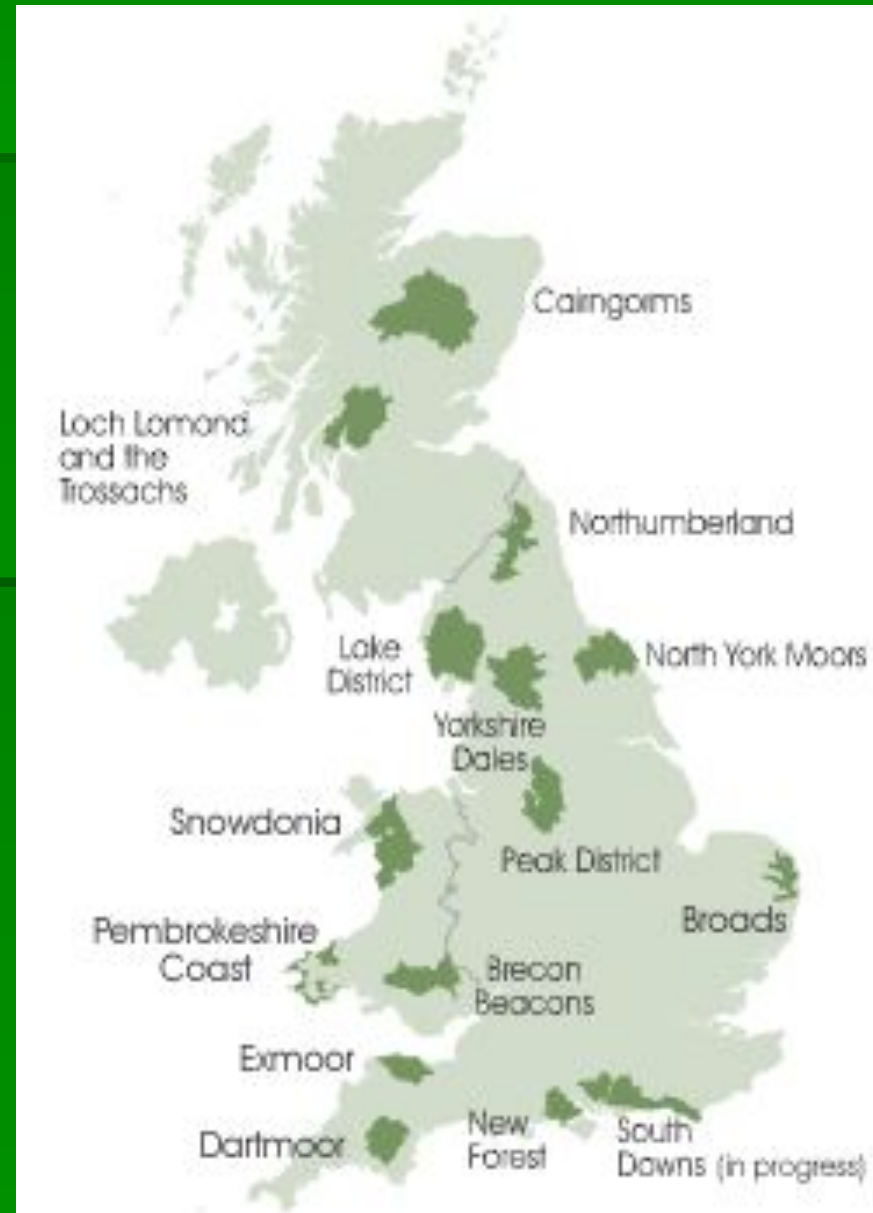 Cairngorms
Loch Lomond
and the
Trossachs
Northumberland
Lake
District
North York Moors
Yorkshire
Dales
Snowdonia
Peak District
Broads
Pembrokeshire
Coast
Brecon
Beacons
Exmoor
Dartmoor
New
Forest
South
Downs (in progress)